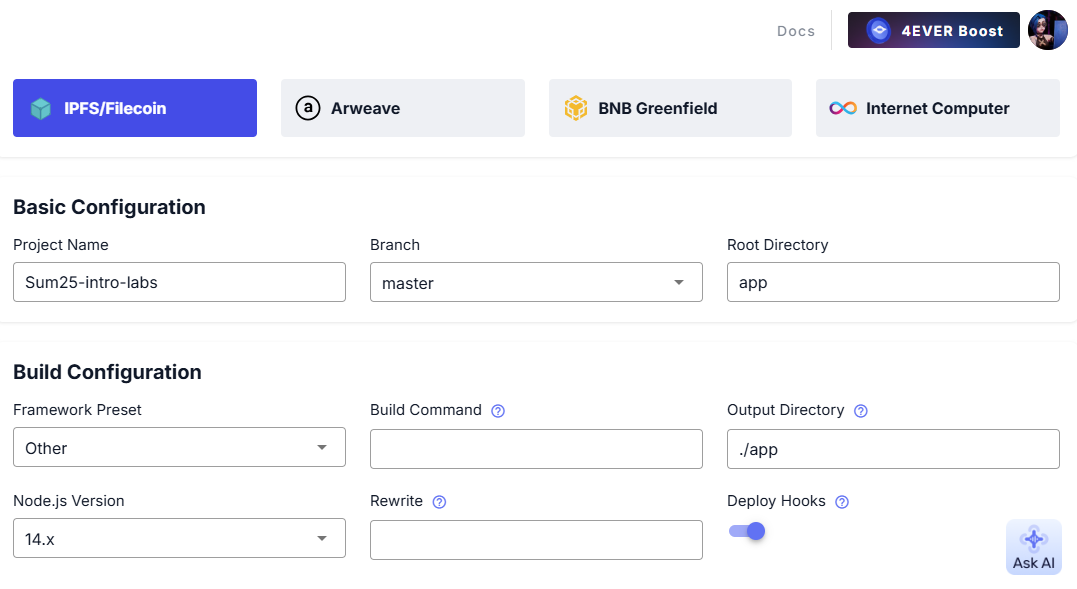 Docs
4EVER Boost
IPFS/Filecoin
a Arweave
BNB Greenfield
Internet Computer
Basic Configuration
Project Name
Branch
Root Directory
Sum25-intro-labs
master
app
Build Configuration
Framework Preset
Build Command ?
Output Directory ?
Other
./app
Node.js Version
Rewrite ?
Deploy Hooks ?
14.x
Ask AI